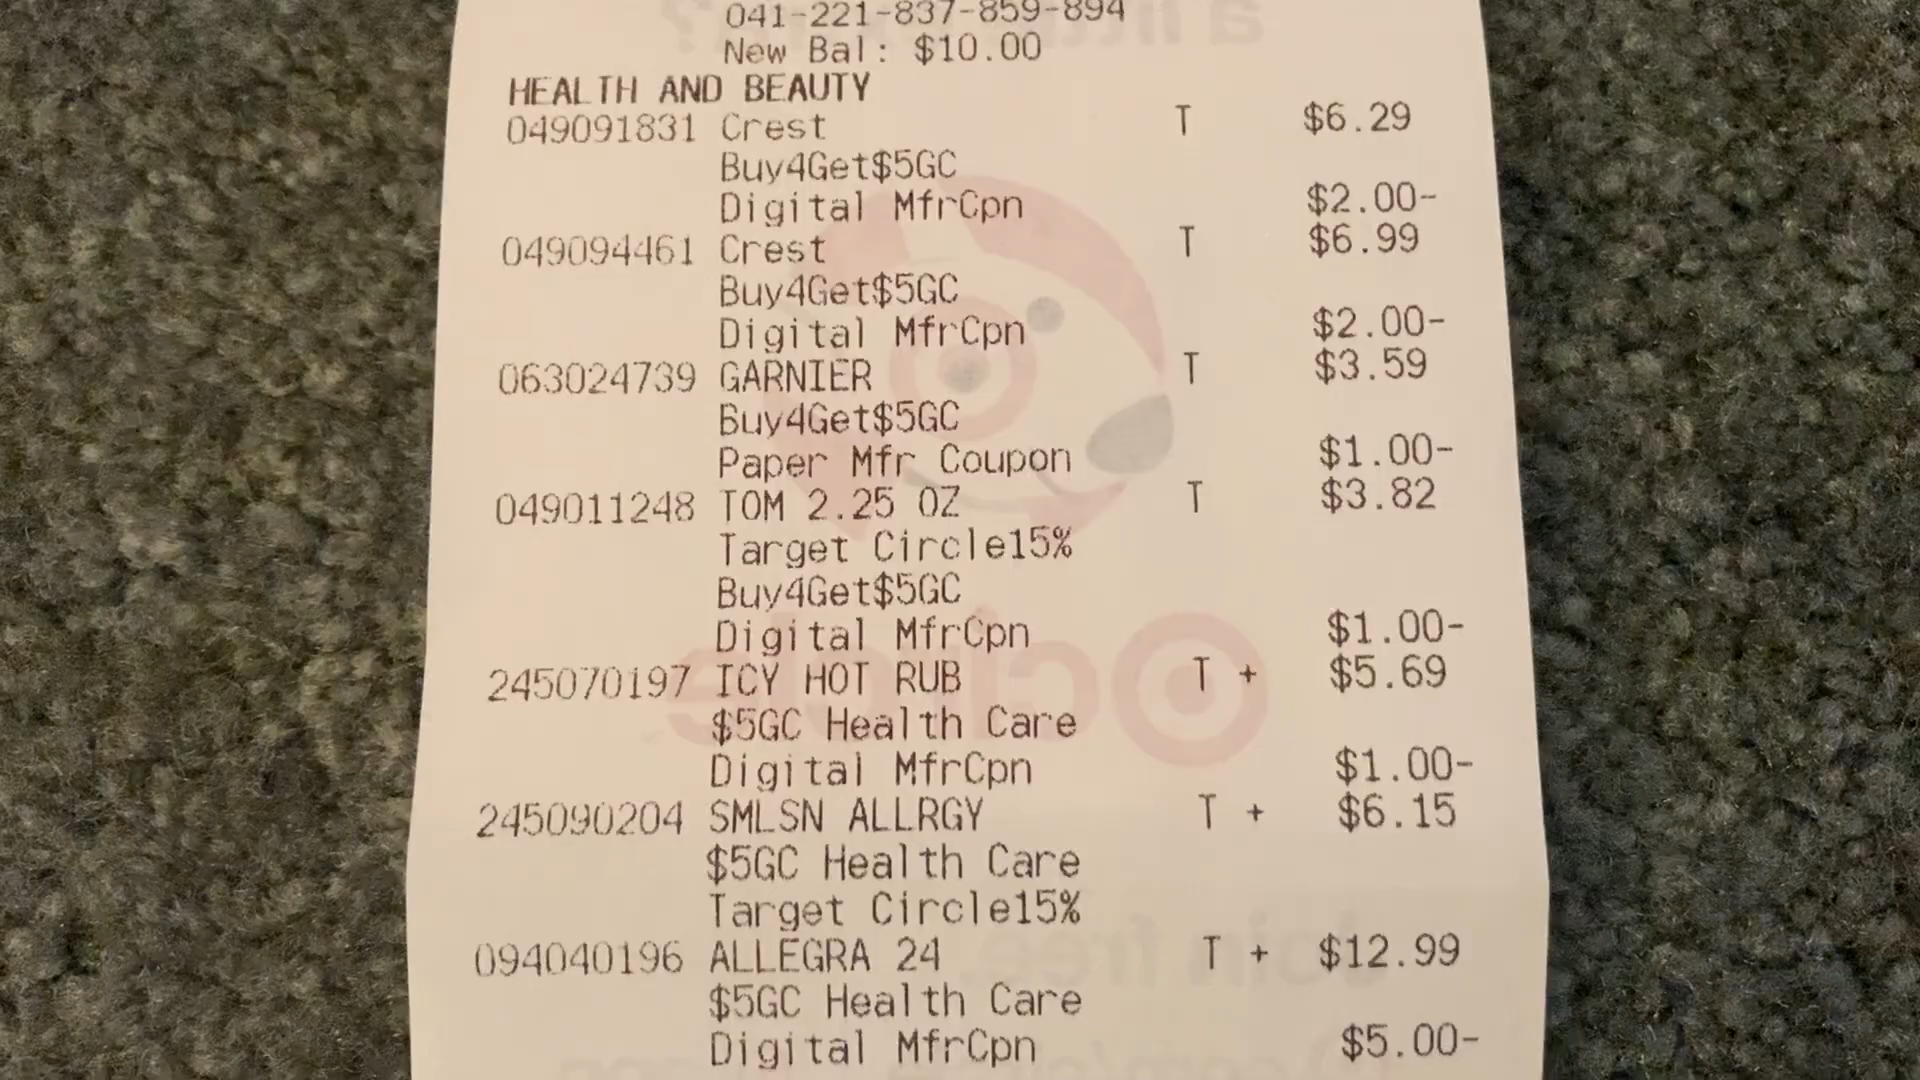 041-221-837-859-894
New Bal: $10.00
HEALTH AND BEAUTY
049091831 Crest T $6.29
Buy4Get$5GC
Digital MfrCpn $2.00-
049094461 Crest T $6.99
Buy4Get$5GC
Digital MfrCpn $2.00-
063024739 GARNIER T $3.59
Buy4Get$5GC
Paper Mfr Coupon $1.00-
049011248 TOM 2.25 OZ T $3.82
Target Circle15%
Buy4Get$5GC
Digital MfrCpn $1.00-
245070197 ICY HOT RUB T + $5.69
$5GC Health Care
Digital MfrCpn $1.00-
245090204 SMLSN ALLRGY T + $6.15
$5GC Health Care
Target Circle15%
094040196 ALLEGRA 24 T + $12.99
$5GC Health Care
Digital MfrCpn $5.00-